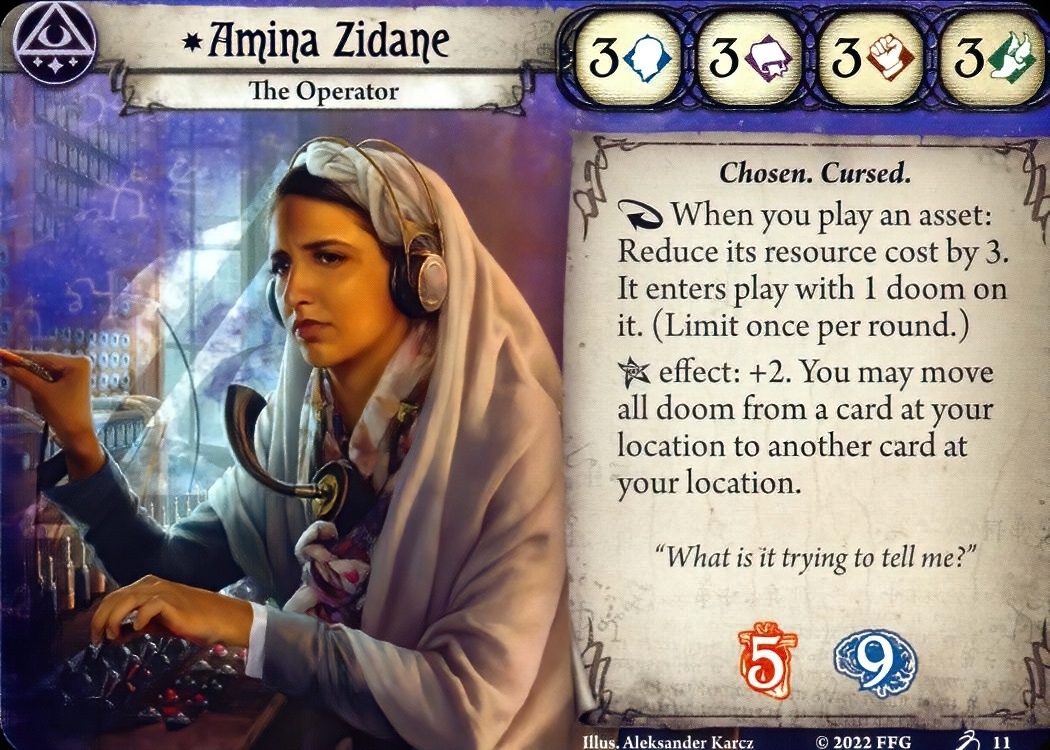 Amina Zidane
The Operator
3 3 3 3
Chosen. Cursed.
When you play an asset:
Reduce its resource cost by 3.
It enters play with 1 doom on
it. (Limit once per round.)
effect: +2. You may move
all doom from a card at your
location to another card at
your location.
“What is it trying to tell me?”
5 9
Illus. Aleksander Karcz © 2022 FFG 11